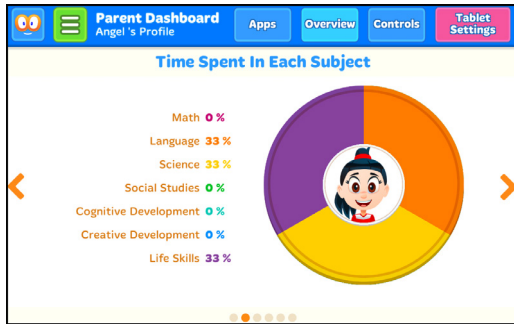 Parent Dashboard
Angel 's Profile
Apps
Overview
Controls
Tablet
Settings
Time Spent In Each Subject
Math 0 %
Language 33 %
Science 33 %
Social Studies 0 %
Cognitive Development 0 %
Creative Development 0 %
Life Skills 33 %